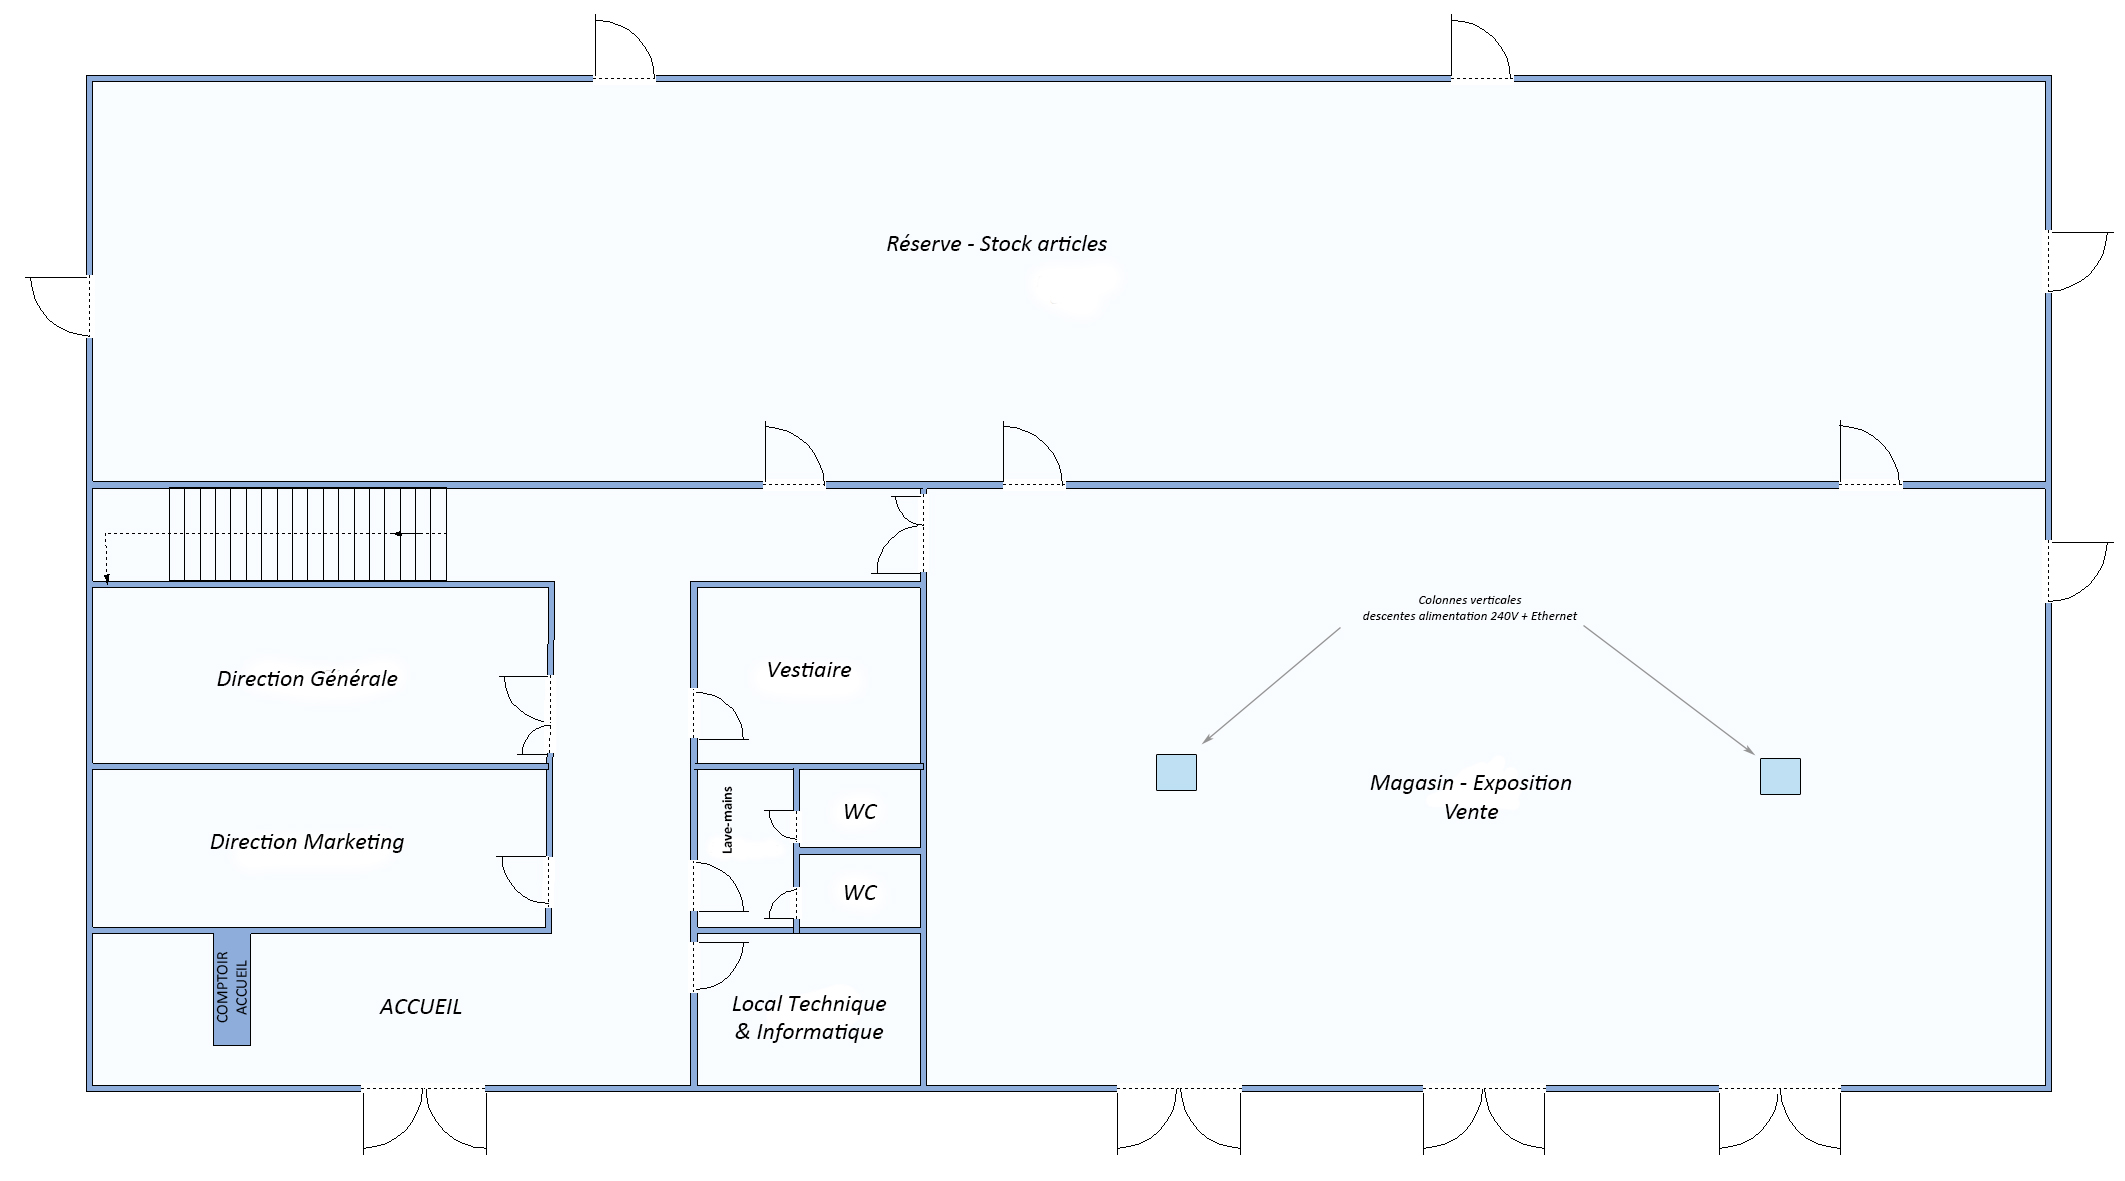 Réserve - Stock articles
Colonnes verticales
descentes alimentation 240V + Ethernet
Direction Générale
Vestiaire
Magasin - Exposition
Vente
Direction Marketing
Lave-mains
WC
WC
COMPTOIR
ACCUEIL
ACCUEIL
Local Technique
& Informatique